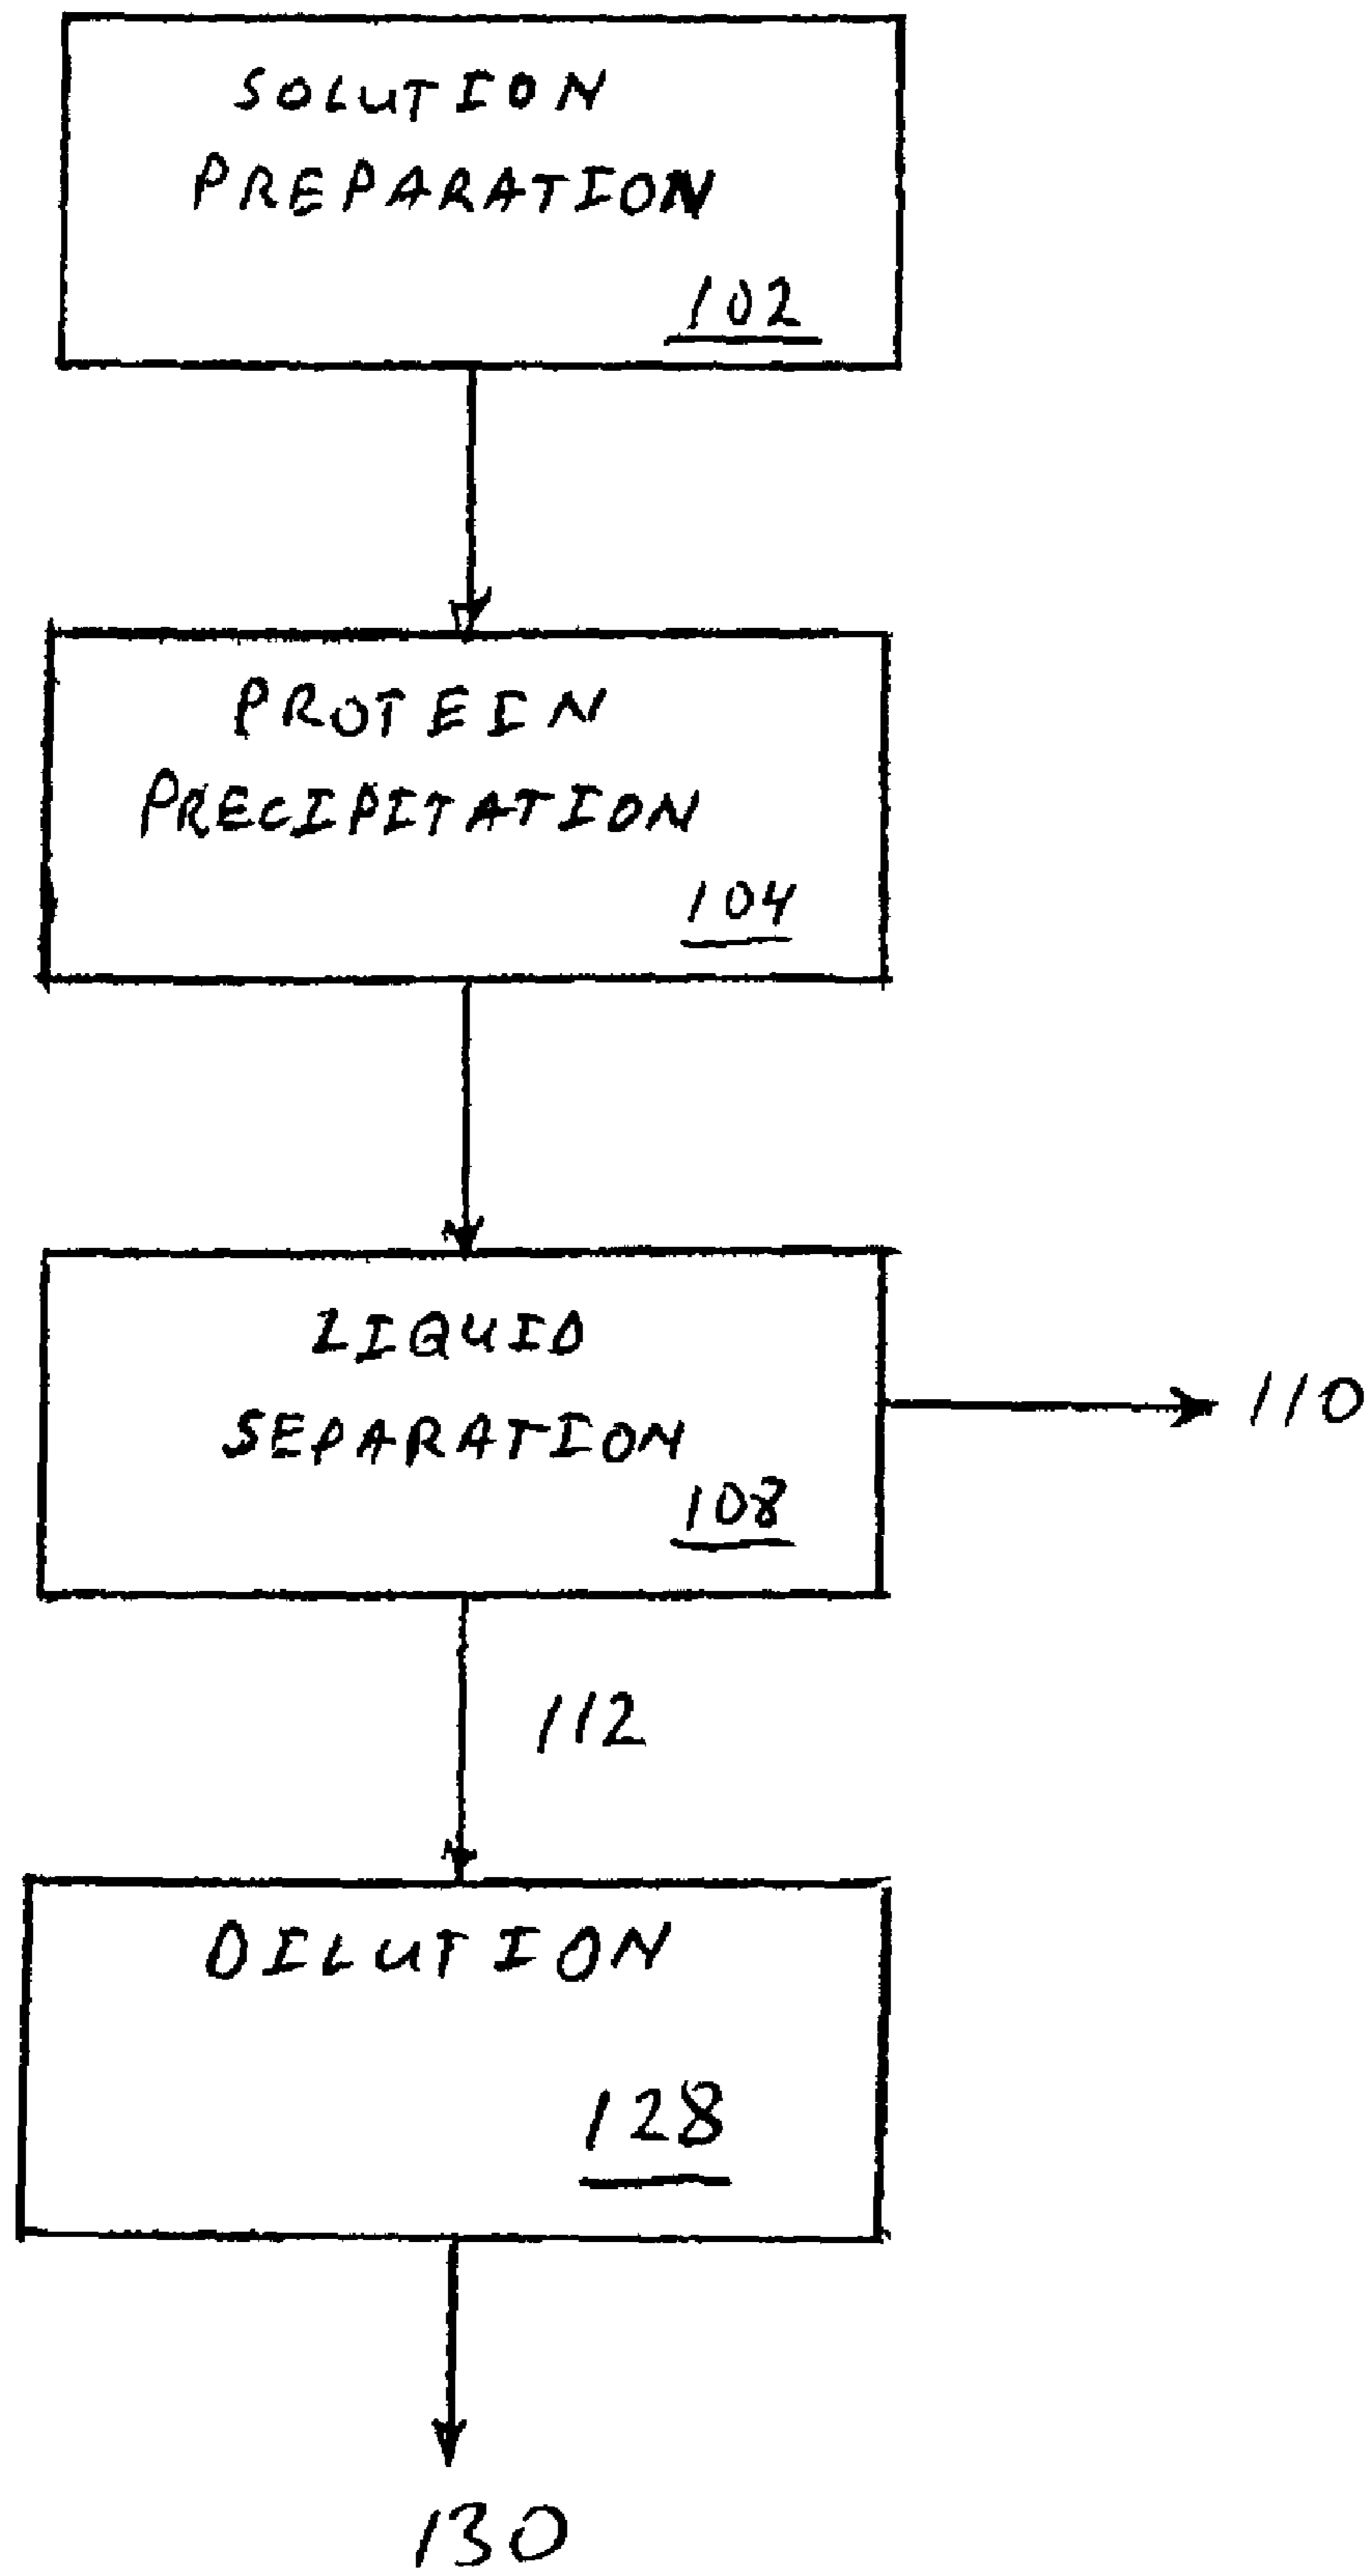 SOLUTION
PREPARATION
102
PROTEIN
PRECIPITATION
104
LIQUID
SEPARATION
108
110
112
DILUTION
128
130